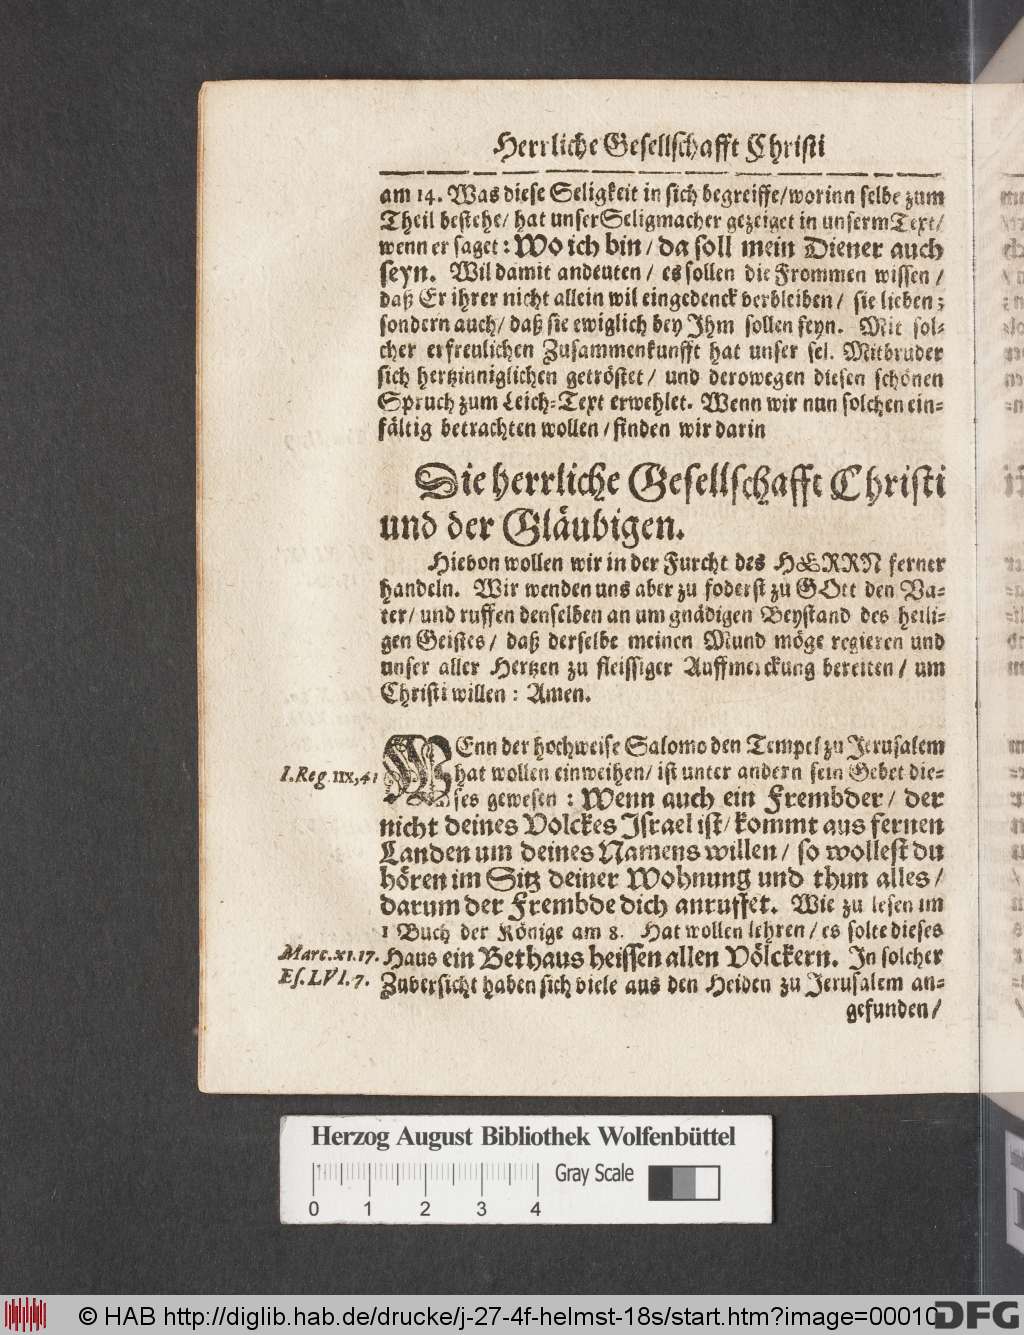 Herrliche Gesellschafft Christi
am 14. Was diese Seligkeit in sich begreiffe/worinn selbe zum
Theil bestehe/ hat unser Seligmacher gezeiget in unserm Text/
wenn er saget: Wo ich bin/ da soll mein Diener auch
seyn. Wil damit andeuten/ es sollen die Frommen wissen/
daß Er ihrer nicht allein wil eingedenck verbleiben/ sie lieben;
sondern auch/ daß sie ewiglich bey Ihm sollen seyn. Mit sol-
cher erfreulichen Zusammenkunfft hat unser sel. Mitbruder
sich hertzinniglichen getröstet/ und derowegen diesen schönen
Spruch zum Leich-Text erwehlet. Wenn wir nun solchen ein-
fältig betrachten wollen/ finden wir darin
Die herrliche Gesellschafft Christi
und der Gläubigen.
Hievon wollen wir in der Furcht des HERRN ferner
handeln. Wir wenden uns aber zu foderst zu GOtt den Va-
ter/ und ruffen denselben an um gnädigen Beystand des heili-
gen Geistes/ daß derselbe meinen Mund möge regieren und
unser aller Hertzen zu fleissiger Auffmerckung bereiten/ um
Christi willen: Amen.
WEnn der hochweise Salomo den Tempel zu Jerusalem
I. Reg. IIX, 41
hat wollen einweihen/ ist unter andern sein Gebet die-
ses gewesen: Wenn auch ein Frembder/ der
nicht deines Volckes Israel ist/ kommt aus fernen
Landen um deines Namens willen/ so wollest du
hören im Sitz deiner Wohnung und thun alles/
darum der Frembde dich anruffet. Wie zu lesen im
1 Buch der Könige am 8. Hat wollen lehren/ es solte dieses
Marc. XI. 17.
Haus ein Bethaus heissen allen Völckern. In solcher
Es. LVI. 7.
Zuversicht haben sich viele aus den Heiden zu Jerusalem an-
gefunden/
Herzog August Bibliothek Wolfenbüttel
Gray Scale
0 1 2 3 4
© HAB http://diglib.hab.de/drucke/j-27-4f-helmst-18s/start.htm?image=00010
DFG